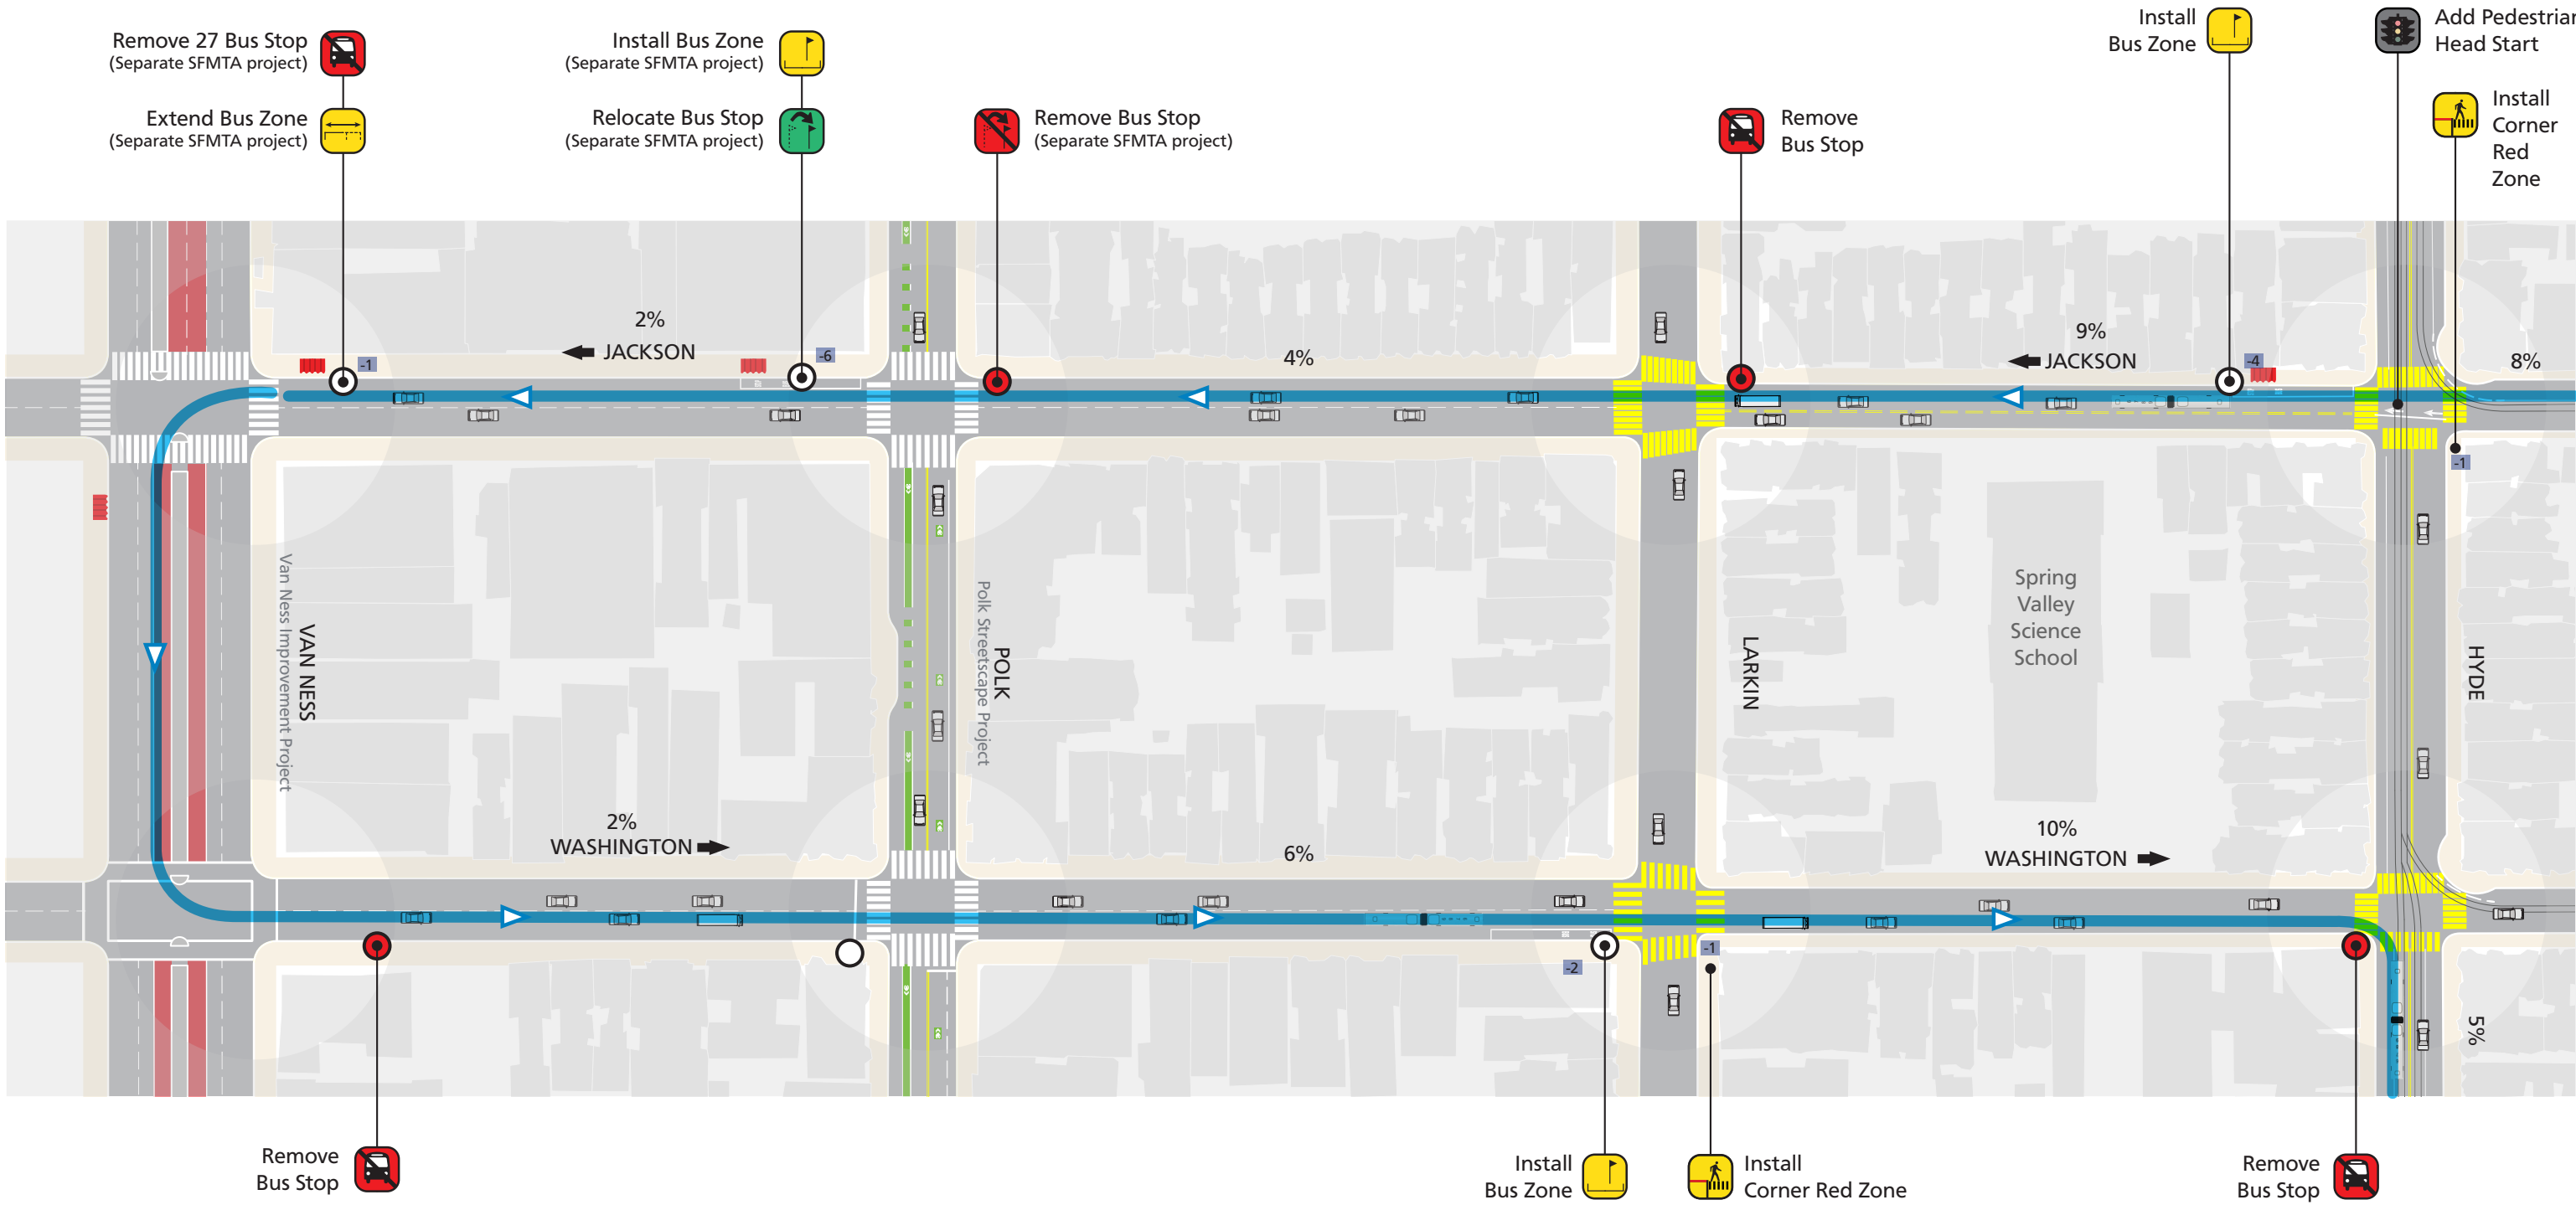 Remove 27 Bus Stop
(Separate SFMTA project)
Extend Bus Zone
(Separate SFMTA project)
Install Bus Zone
(Separate SFMTA project)
Relocate Bus Stop
(Separate SFMTA project)
Remove Bus Stop
(Separate SFMTA project)
Remove
Bus Stop
Install
Bus Zone
Add Pedestrian
Head Start
Install
Corner
Red
Zone
2%
JACKSON
-1
-6
4%
9%
JACKSON
-4
8%
-1
VAN NESS
Van Ness Improvement Project
POLK
Polk Streetscape Project
LARKIN
Spring
Valley
Science
School
HYDE
2%
WASHINGTON
6%
10%
WASHINGTON
-2
-1
5%
Remove
Bus Stop
Install
Bus Zone
Install
Corner Red Zone
Remove
Bus Stop